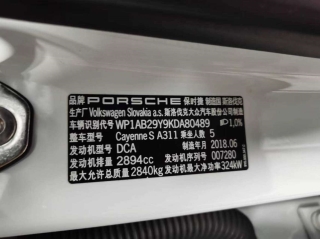 品牌 PORSCHE 保时捷 制造国 斯洛伐克
生产厂 Volkswagen Slovakia a.s. 斯洛伐克大众汽车股份公司
车辆识别代号 WP1AB29Y9KDA80489 1,0%
整车型号 Cayenne S A311 乘坐人数 5
发动机型号 DCA 制造年月 2018.06
发动机排量 2894cc 发动机序号 007280
最大允许总质量 2840kg 发动机最大净功率 324kW